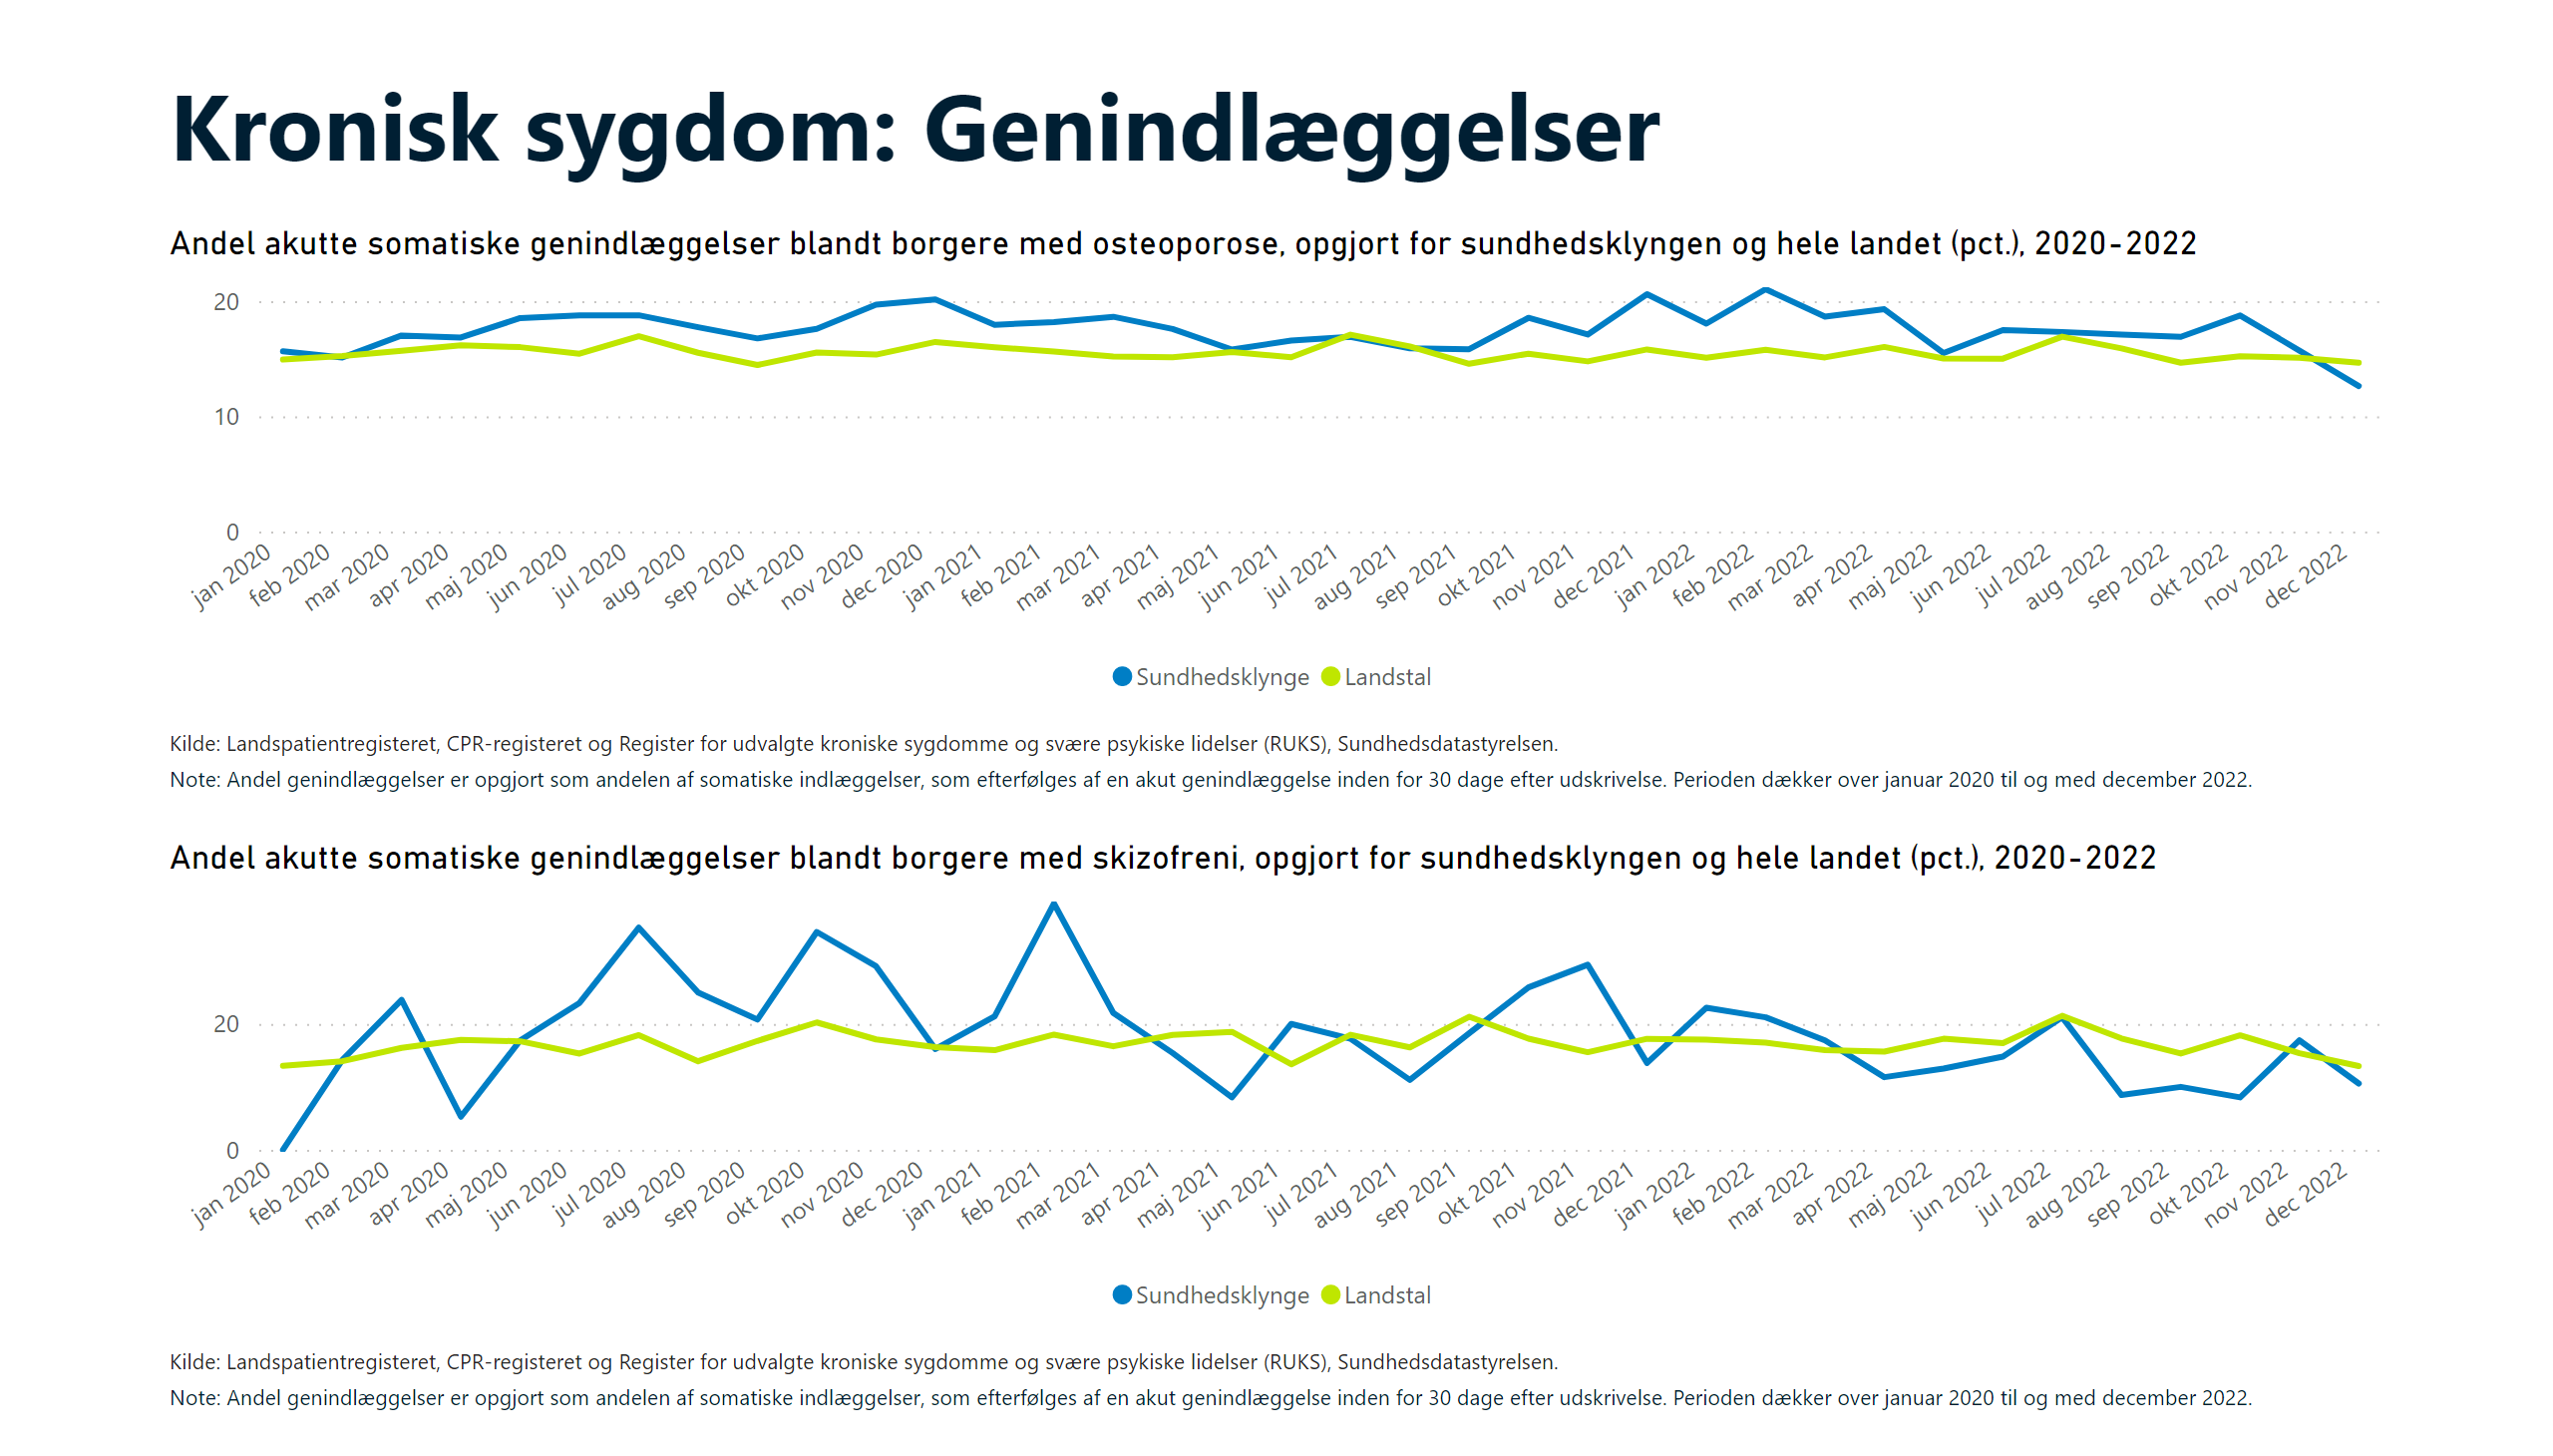 Kronisk sygdom: Genindlæggelser
Andel akutte somatiske genindlæggelser blandt borgere med osteoporose, opgjort for sundhedsklyngen og hele landet (pct.), 2020-2022
20
10
0
jan 2020 feb 2020 mar 2020 apr 2020 maj 2020 jun 2020 jul 2020 aug 2020 sep 2020 okt 2020 nov 2020 dec 2020 jan 2021 feb 2021 mar 2021 apr 2021 maj 2021 jun 2021 jul 2021 aug 2021 sep 2021 okt 2021 nov 2021 dec 2021 jan 2022 feb 2022 mar 2022 apr 2022 maj 2022 jun 2022 jul 2022 aug 2022 sep 2022 okt 2022 nov 2022 dec 2022
Sundhedsklynge Landstal
Kilde: Landspatientregisteret, CPR-registeret og Register for udvalgte kroniske sygdomme og svære psykiske lidelser (RUKS), Sundhedsdatastyrelsen.
Note: Andel genindlæggelser er opgjort som andelen af somatiske indlæggelser, som efterfølges af en akut genindlæggelse inden for 30 dage efter udskrivelse. Perioden dækker over januar 2020 til og med december 2022.
Andel akutte somatiske genindlæggelser blandt borgere med skizofreni, opgjort for sundhedsklyngen og hele landet (pct.), 2020-2022
20
0
jan 2020 feb 2020 mar 2020 apr 2020 maj 2020 jun 2020 jul 2020 aug 2020 sep 2020 okt 2020 nov 2020 dec 2020 jan 2021 feb 2021 mar 2021 apr 2021 maj 2021 jun 2021 jul 2021 aug 2021 sep 2021 okt 2021 nov 2021 dec 2021 jan 2022 feb 2022 mar 2022 apr 2022 maj 2022 jun 2022 jul 2022 aug 2022 sep 2022 okt 2022 nov 2022 dec 2022
Sundhedsklynge Landstal
Kilde: Landspatientregisteret, CPR-registeret og Register for udvalgte kroniske sygdomme og svære psykiske lidelser (RUKS), Sundhedsdatastyrelsen.
Note: Andel genindlæggelser er opgjort som andelen af somatiske indlæggelser, som efterfølges af en akut genindlæggelse inden for 30 dage efter udskrivelse. Perioden dækker over januar 2020 til og med december 2022.